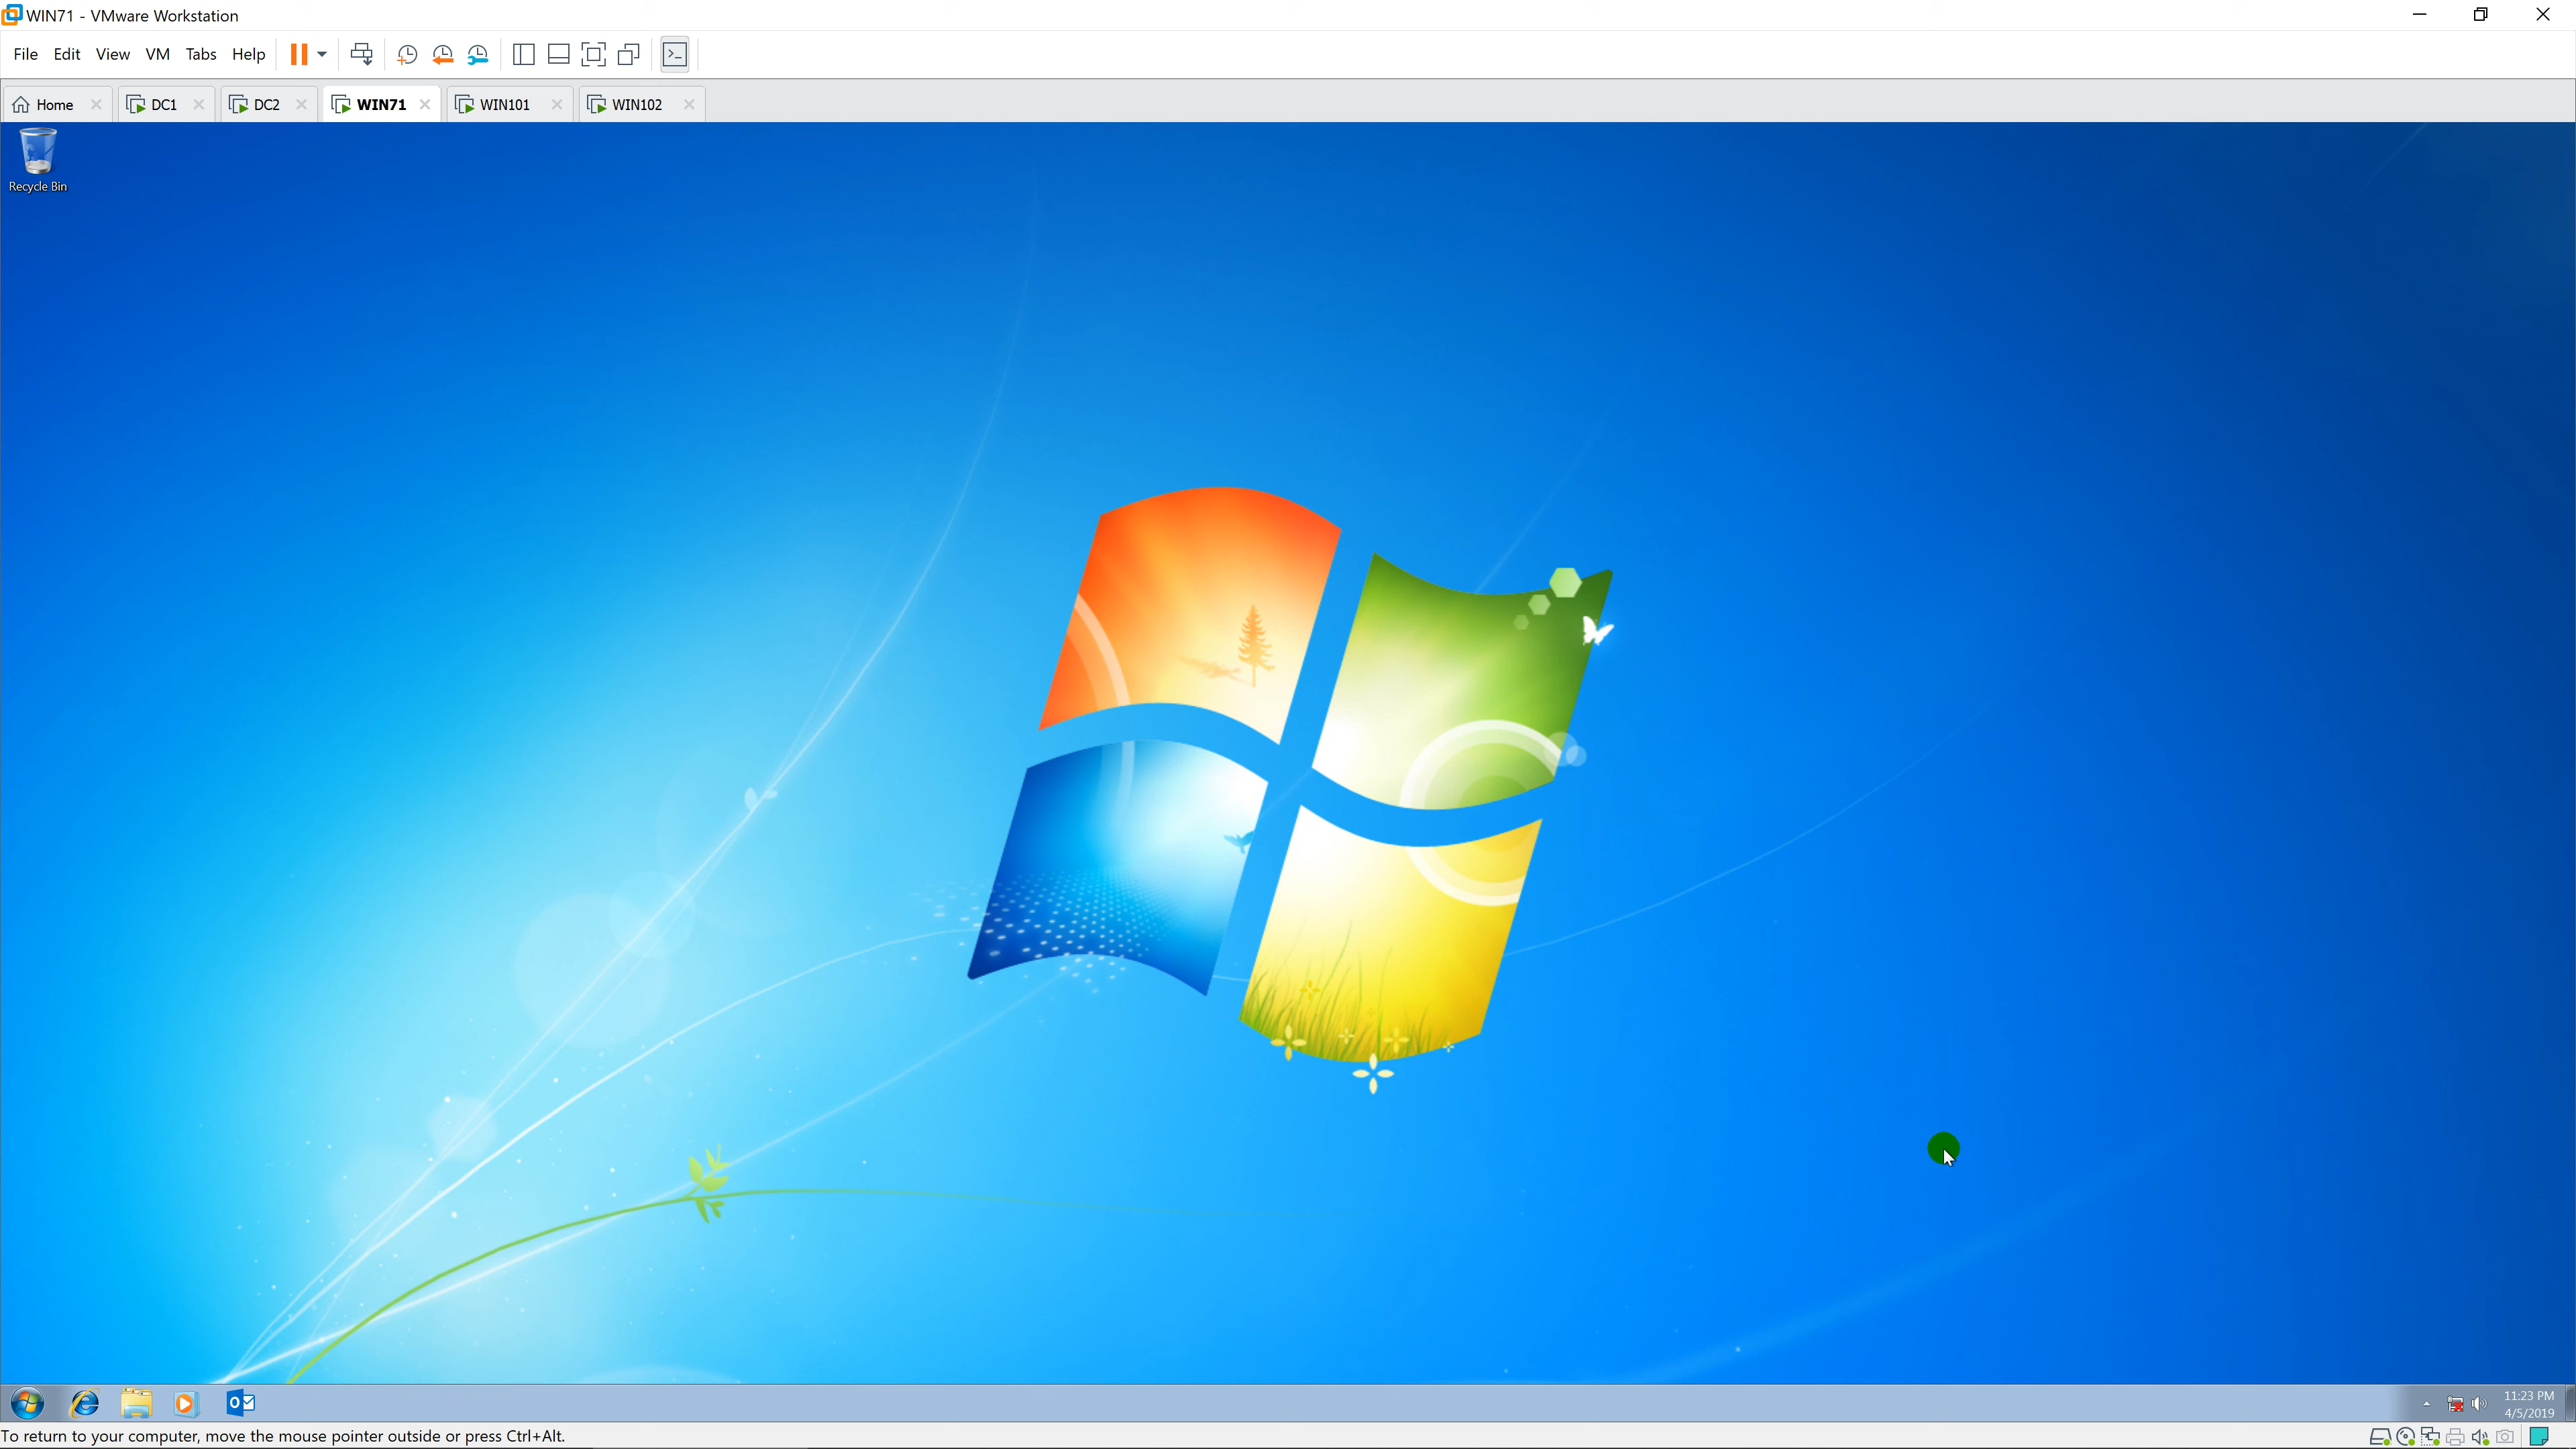 WIN71 - VMware Workstation
File Edit View VM Tabs Help
Home DC1 DC2 WIN71 WIN101 WIN102
Recycle Bin
11:23 PM
4/5/2019
To return to your computer, move the mouse pointer outside or press Ctrl+Alt.